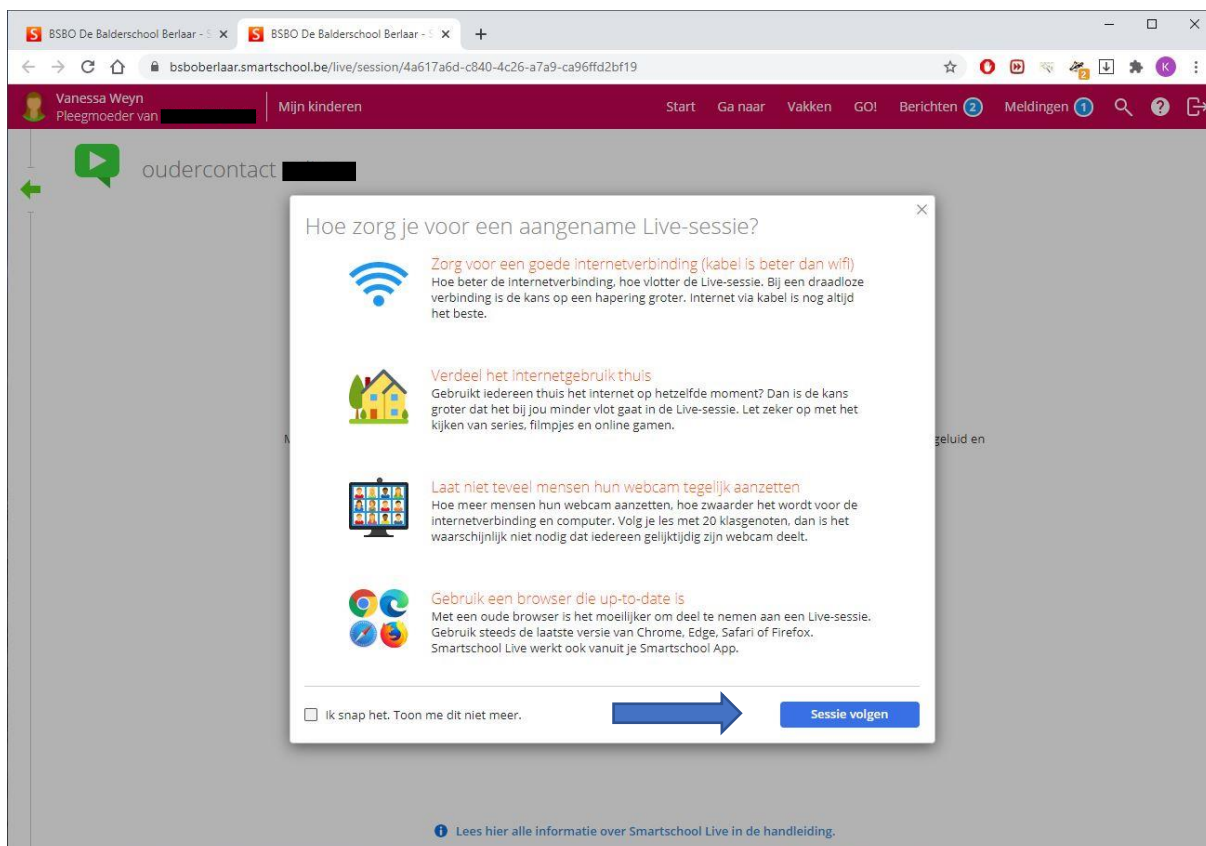 BSBO De Balderschool Berlaar - S
BSBO De Balderschool Berlaar - S
bsboberlaar.smartschool.be/live/session/4a617a6d-c840-4c26-a7a9-ca96ffd2bf19
2
K
Vanessa Weyn
Pleegmoeder van
Mijn kinderen
Start
Ga naar
Vakken
GO!
Berichten 2
Meldingen 1
oudercontact
Hoe zorg je voor een aangename Live-sessie?
Zorg voor een goede internetverbinding (kabel is beter dan wifi)
Hoe beter de internetverbinding, hoe vlotter de Live-sessie. Bij een draadloze
verbinding is de kans op een hapering groter. Internet via kabel is nog altijd
het beste.
Verdeel het internetgebruik thuis
Gebruikt iedereen thuis het internet op hetzelfde moment? Dan is de kans
groter dat het bij jou minder vlot gaat in de Live-sessie. Let zeker op met het
kijken van series, filmpjes en online gamen.
geluid en
Laat niet teveel mensen hun webcam tegelijk aanzetten
Hoe meer mensen hun webcam aanzetten, hoe zwaarder het wordt voor de
internetverbinding en computer. Volg je les met 20 klasgenoten, dan is het
waarschijnlijk niet nodig dat iedereen gelijktijdig zijn webcam deelt.
Gebruik een browser die up-to-date is
Met een oude browser is het moeilijker om deel te nemen aan een Live-sessie.
Gebruik steeds de laatste versie van Chrome, Edge, Safari of Firefox.
Smartschool Live werkt ook vanuit je Smartschool App.
Ik snap het. Toon me dit niet meer.
Sessie volgen
Lees hier alle informatie over Smartschool Live in de handleiding.